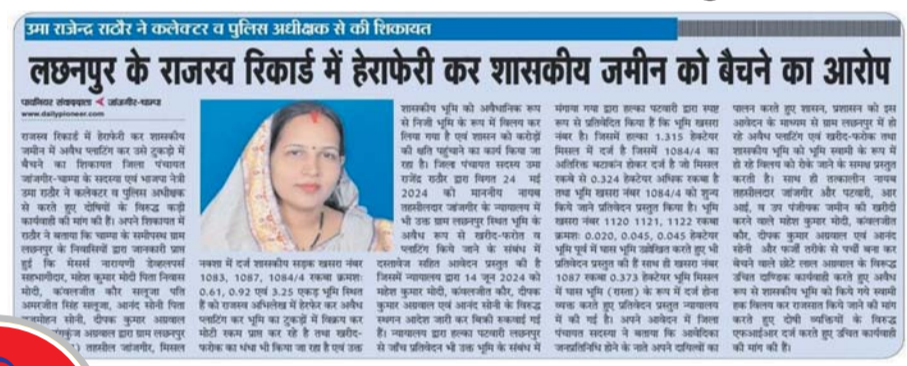 उमा राजेन्द्र राठौर ने कलेक्टर व पुलिस अधीक्षक से की शिकायत
लछनपुर के राजस्व रिकार्ड में हेराफेरी कर शासकीय जमीन को बैचने का आरोप
पायनियर संवाददाता जांजगीर-चाम्पा
www.dailypioneer.com
राजस्व रिकार्ड में हेराफेरी कर शासकीय
जमीन में अवैध प्लाटिंग कर उसे टुकड़े में
बैचने का शिकायत जिला पंचायत
जांजगीर-चाम्पा के सदस्या एवं भाजपा नेत्री
उमा राठौर ने कलेक्टर व पुलिस अधीक्षक
से करते हुए दोषियों के विरूद्ध कड़ी
कार्यवाही की मांग की हैं। अपने शिकायत में
राठौर ने बताया कि चाम्पा के समीपस्थ ग्राम
लछनपुर के निवासियों द्वारा जानकारी प्राप्त
हुई कि मेसर्स नारायणी डेव्हलपर्स
सहभागीदार, महेश कुमार मोदी पिता निवास
मोदी, कंवलजीत कौर सलूजा पति
अमरजीत सिंह सलूजा, आनंद सोनी पिता
सोनी, दीपक कुमार अग्रवाल
अग्रवाल द्वारा ग्राम लछनपुर
तहसील जांजगीर, मिसल
नक्शा में दर्ज शासकीय सड़क खसरा नंबर
1083, 1087, 1084/4 रकबा क्रमशः
0.61, 0.92 एवं 3.25 एकड़ भूमि स्थित
हैं को राजस्व अभिलेख में हेरफेर कर अवैध
प्लाटिंग कर भूमि का टुकड़ों में विक्रय कर
मोटी रकम प्राप्त कर रहे है तथा खरीद-
फरोक का धंधा भी किया जा रहा है एवं उक्त
शासकीय भूमि को अवैधानिक रूप
से निजी भूमि के रूप में विलय कर
लिया गया है एवं शासन को करोड़ों
की क्षति पहुंचाने का कार्य किया जा
रहा है। जिला पंचायत सदस्य उमा
राजेंद्र राठौर द्वारा विगत 24 मई
2024 को माननीय नायब
तहसीलदार जांजगीर के न्यायालय में
भी उक्त ग्राम लछनपुर स्थित भूमि के
अवैध रूप से खरीद-फरोत व
प्लाटिंग किये जाने के संबंध में
दस्तावेज सहित आवेदन प्रस्तुत की है
जिसमें न्यायालय द्वारा 14 जून 2024 को
महेश कुमार मोदी, कंवलजीत कौर, दीपक
कुमार अग्रवाल एवं आनंद सोनी के विरूद्ध
स्थगन आदेश जारी कर बिक्री रुकवाई गई
हैं। न्यायालय द्वारा हल्का पटवारी लछनपुर
से जाँच प्रतिवेदन भी उक्त भूमि के संबंध में
मंगाया गया द्वारा हल्का पटवारी द्वारा स्पष्ट
रूप से प्रतिवेदित किया हैं कि भूमि खसरा
नंबर है। जिसमें हल्का 1.315 हेक्टेयर
मिसल में दर्ज है जिसमें 1084/4 का
अतिरिक्त बटाकंन होकर दर्ज है जो मिसल
रकबे से 0.324 हेक्टेयर अधिक रकबा है
तथा भूमि खसरा नंबर 1084/4 को शून्य
किये जाने प्रतिवेदन प्रस्तुत किया है। भूमि
खसरा नंबर 1120 1121, 1122 रकबा
क्रमशः 0.020, 0.045, 0.045 हेक्टेयर
भूमि पूर्व में पास भूमि उल्लेखित करते हुए भी
प्रतिवेदन प्रस्तुत की हैं साथ ही खसरा नंबर
1087 रकबा 0.373 हेक्टेयर भूमि मिसल
में घास भूमि (रास्ता) के रूप में दर्ज होना
व्यक्त करते हुए प्रतिवेदन प्रस्तुत न्यायालय
में की गई है। अपने आवेदन में जिला
पंचायत सदस्या ने बताया कि आवेदिका
जनप्रतिनिधि होने के नाते अपने दायित्वों का
पालन करते हुए शासन, प्रशासन को इस
आवेदन के माध्यम से ग्राम लछनपुर में हो
रहे अवैध प्लाटिंग एवं खरीद-फरोक तथा
शासकीय भूमि को भूमि स्वामी के रूप में
हो रहे विलय को रोके जाने के समक्ष प्रस्तुत
करती है। साथ ही तत्कालीन नायब
तहसीलदार जांजगीर और पटवारी, आर
आई, व उप पंजीयक जमीन की खरीदी
करने वाले महेश कुमार मोदी, कंवलजीत
कौर, दीपक कुमार अग्रवाल एवं आनंद
सोनी और फर्जी तरीके से पर्ची बना कर
बेचने वाले छोटे लाल अग्रवाल के विरूद्ध
उचित दाण्डिक कार्यवाही करते हुए अवैध
रूप से शासकीय भूमि को किये गये स्वामी
हक विलय कर राजसात किये जाने की मांग
करते हुए दोषी व्यक्तियों के विरूद्ध
एफआईआर दर्ज करते हुए उचित कार्यवाही
की मांग की हैं।